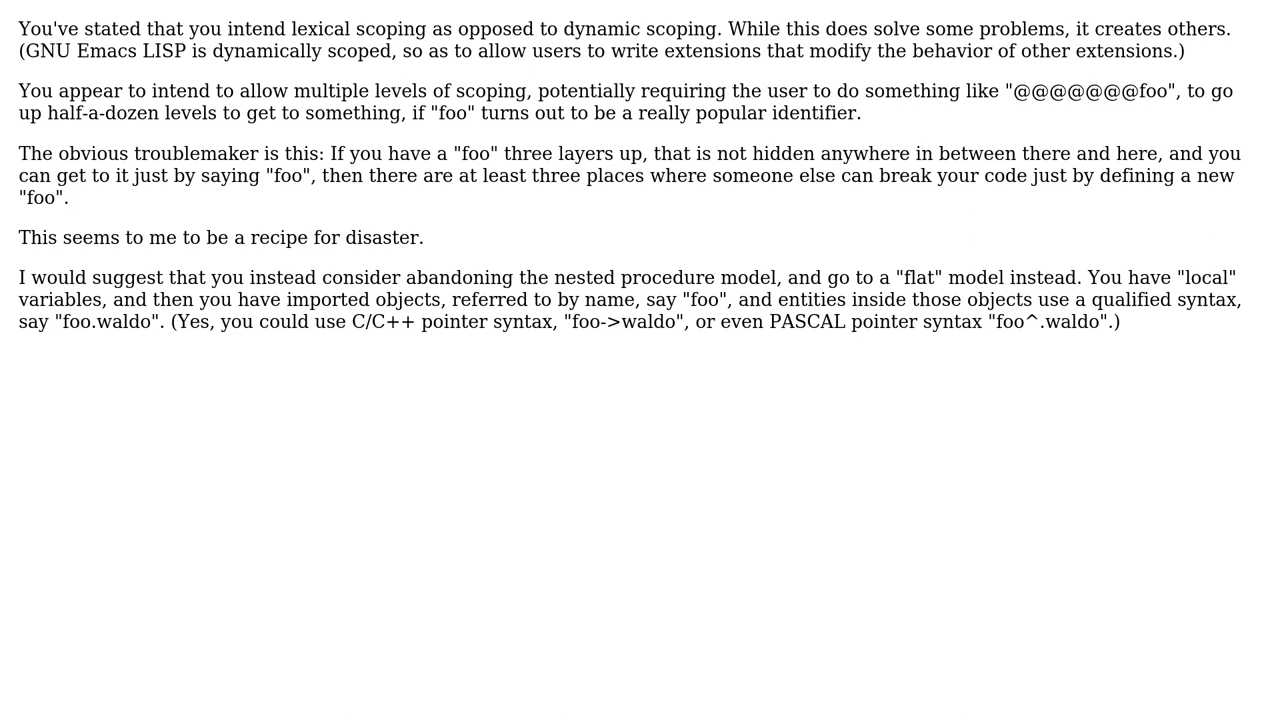 You've stated that you intend lexical scoping as opposed to dynamic scoping. While this does solve some problems, it creates others.
(GNU Emacs LISP is dynamically scoped, so as to allow users to write extensions that modify the behavior of other extensions.)
You appear to intend to allow multiple levels of scoping, potentially requiring the user to do something like "@@@@@@@foo", to go
up half-a-dozen levels to get to something, if "foo" turns out to be a really popular identifier.
The obvious troublemaker is this: If you have a "foo" three layers up, that is not hidden anywhere in between there and here, and you
can get to it just by saying "foo", then there are at least three places where someone else can break your code just by defining a new
"foo".
This seems to me to be a recipe for disaster.
I would suggest that you instead consider abandoning the nested procedure model, and go to a "flat" model instead. You have "local"
variables, and then you have imported objects, referred to by name, say "foo", and entities inside those objects use a qualified syntax,
say "foo.waldo". (Yes, you could use C/C++ pointer syntax, "foo->waldo", or even PASCAL pointer syntax "foo^.waldo".)